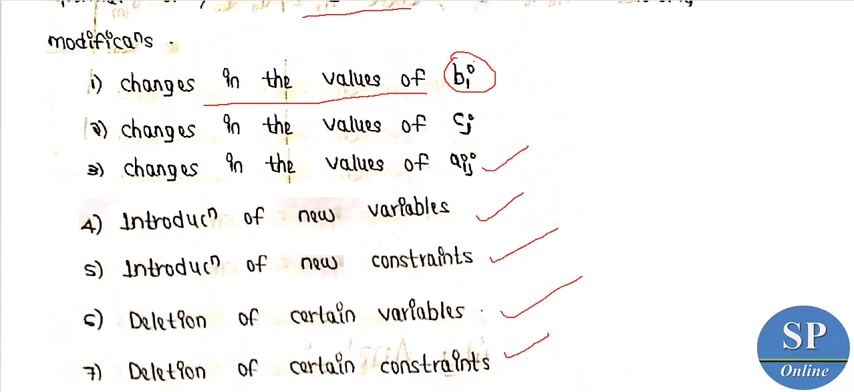 modificans.
1) changes in the values of bi
2) changes in the values of cj
3) changes in the values of aij
4) Introducn of new variables
5) Introducn of new constraints
6) Deletion of certain variables.
7) Deletion of certain constraints
SP
Online